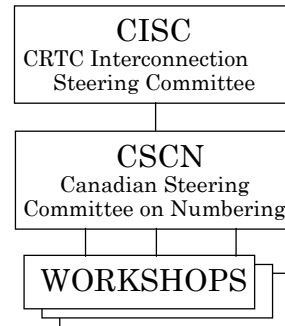 CISC
CRTC Interconnection
Steering Committee
CSCN
Canadian Steering
Committee on Numbering
WORKSHOPS